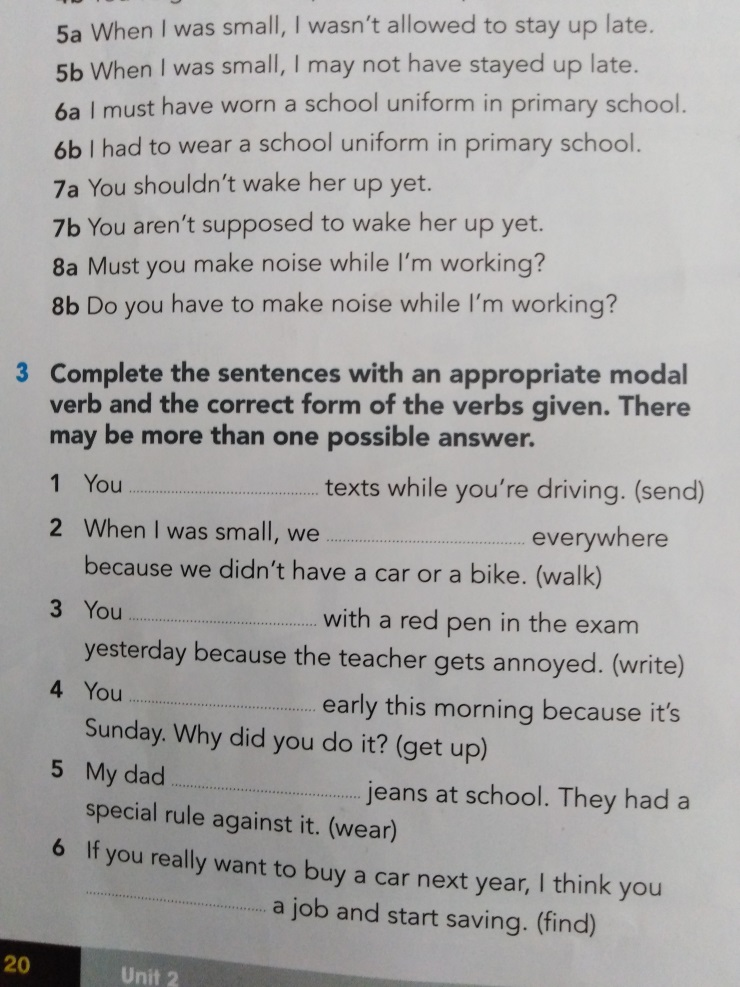 5a When I was small, I wasn't allowed to stay up late.
5b When I was small, I may not have stayed up late.
6a I must have worn a school uniform in primary school.
6b I had to wear a school uniform in primary school.
7a You shouldn't wake her up yet.
7b You aren't supposed to wake her up yet.
8a Must you make noise while I'm working?
8b Do you have to make noise while I'm working?
3 Complete the sentences with an appropriate modal
verb and the correct form of the verbs given. There
may be more than one possible answer.
1 You ........................ texts while you're driving. (send)
2 When I was small, we ........................ everywhere
because we didn't have a car or a bike. (walk)
3 You ........................ with a red pen in the exam
yesterday because the teacher gets annoyed. (write)
4 You ........................ early this morning because it's
Sunday. Why did you do it? (get up)
5 My dad ........................ jeans at school. They had a
special rule against it. (wear)
6 If you really want to buy a car next year, I think you
........................ a job and start saving. (find)
20 Unit 2